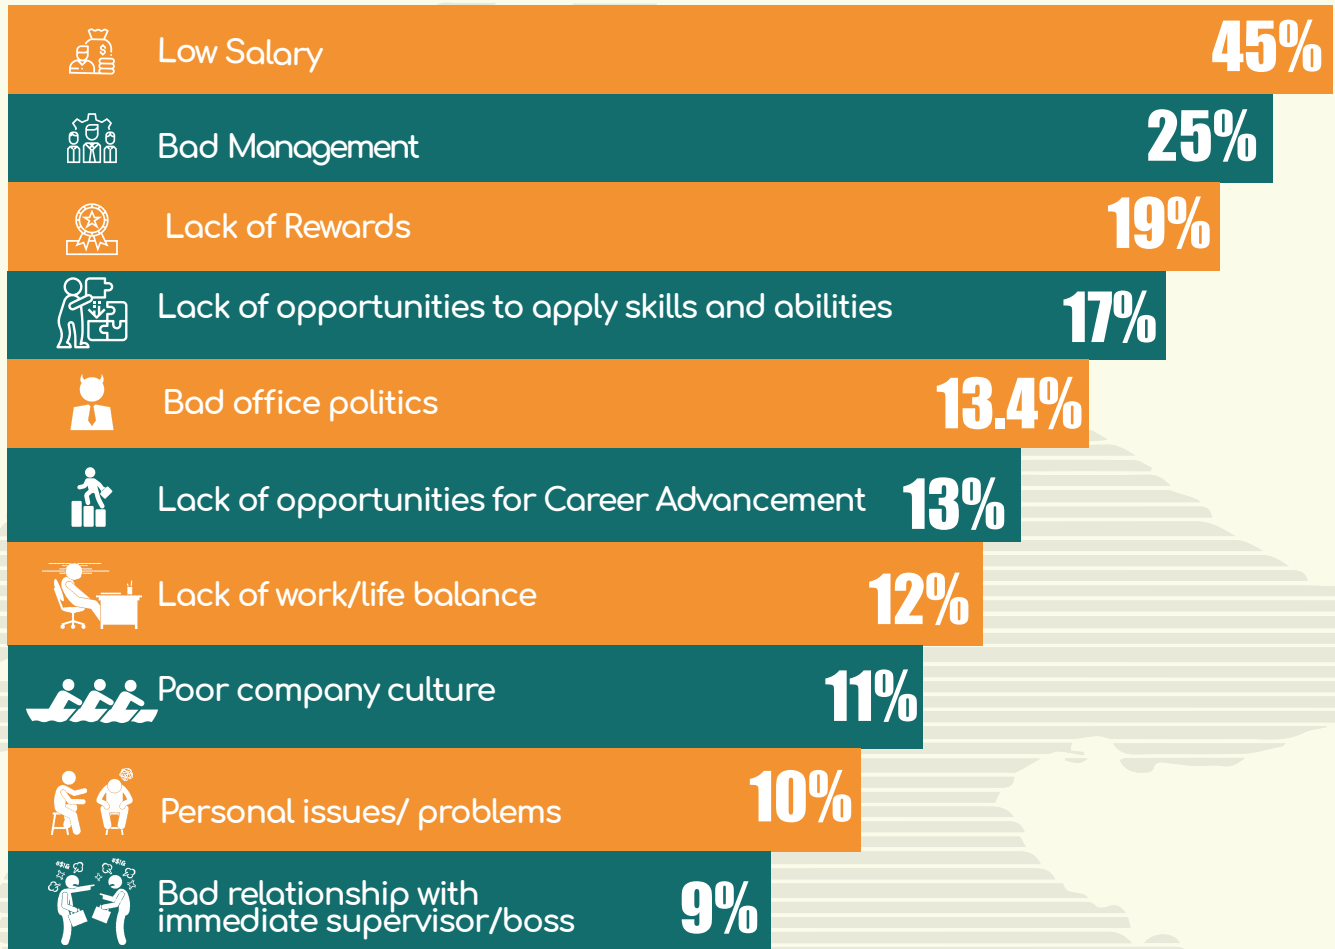 Low Salary 45%
Bad Management 25%
Lack of Rewards 19%
Lack of opportunities to apply skills and abilities 17%
Bad office politics 13.4%
Lack of opportunities for Career Advancement 13%
Lack of work/life balance 12%
Poor company culture 11%
Personal issues/ problems 10%
Bad relationship with
immediate supervisor/boss 9%